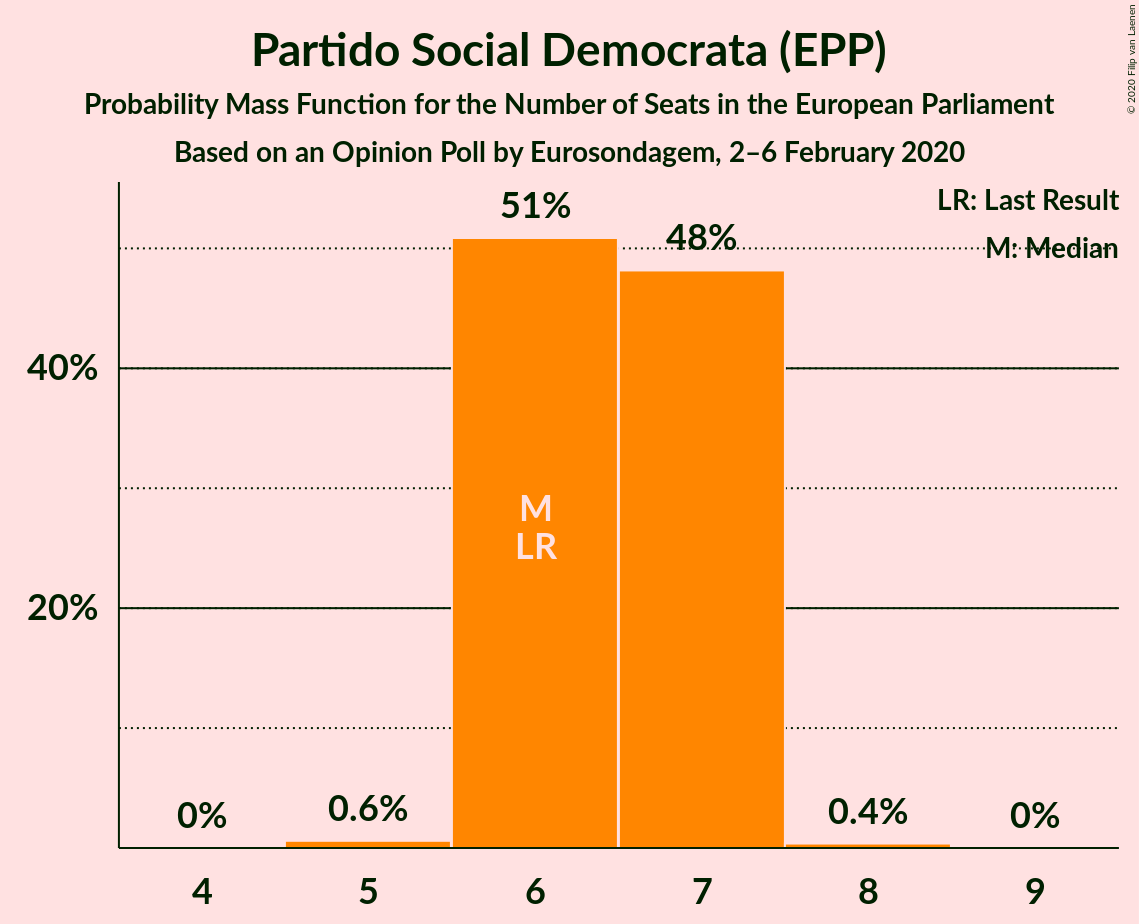 Partido Social Democrata (EPP)
Probability Mass Function for the Number of Seats in the European Parliament
Based on an Opinion Poll by Eurosondagem, 2–6 February 2020
© 2020 Filip van Laenen
LR: Last Result
M: Median
51%
48%
40%
20%
M
LR
0%
0.6%
0.4%
0%
4
5
6
7
8
9